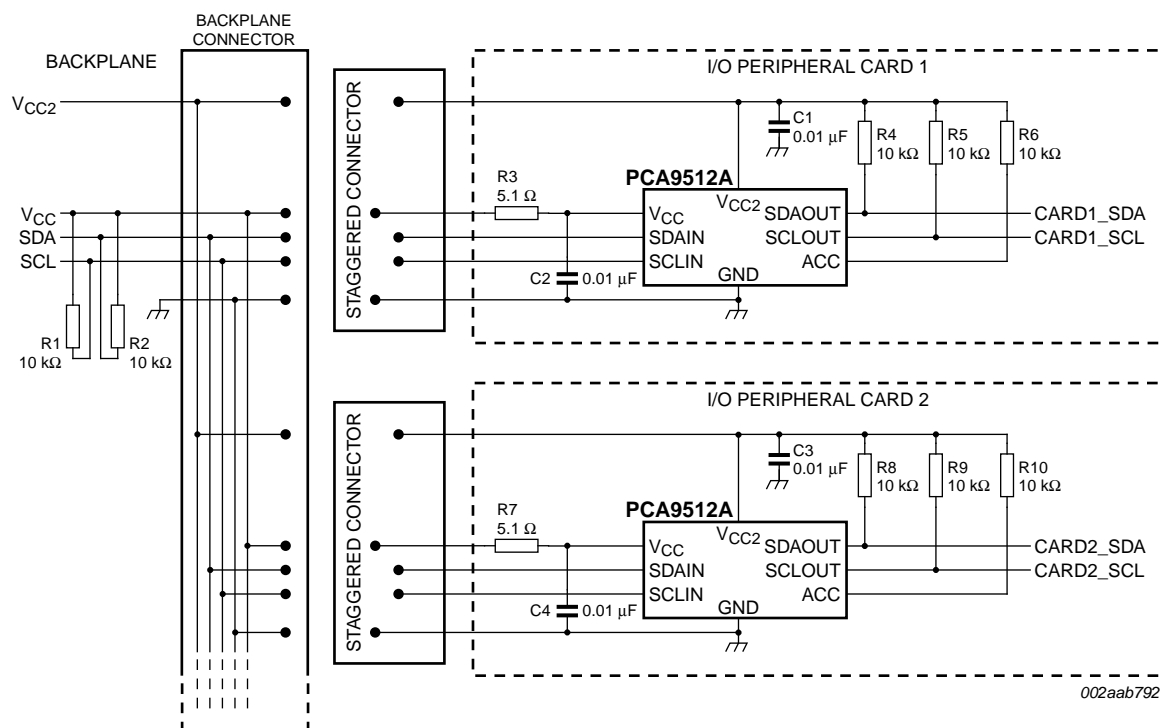 BACKPLANE
CONNECTOR
BACKPLANE
VCC2
VCC
SDA
SCL
R1
10 kΩ
R2
10 kΩ
STAGGERED CONNECTOR
I/O PERIPHERAL CARD 1
C1
0.01 μF
R4
10 kΩ
R5
10 kΩ
R6
10 kΩ
R3
5.1 Ω
PCA9512A
VCC
VCC2
SDAOUT
CARD1_SDA
SDAIN
SCLOUT
CARD1_SCL
SCLIN
ACC
GND
C2
0.01 μF
STAGGERED CONNECTOR
I/O PERIPHERAL CARD 2
C3
0.01 μF
R8
10 kΩ
R9
10 kΩ
R10
10 kΩ
R7
5.1 Ω
PCA9512A
VCC
VCC2
SDAOUT
CARD2_SDA
SDAIN
SCLOUT
CARD2_SCL
SCLIN
ACC
GND
C4
0.01 μF
002aab792